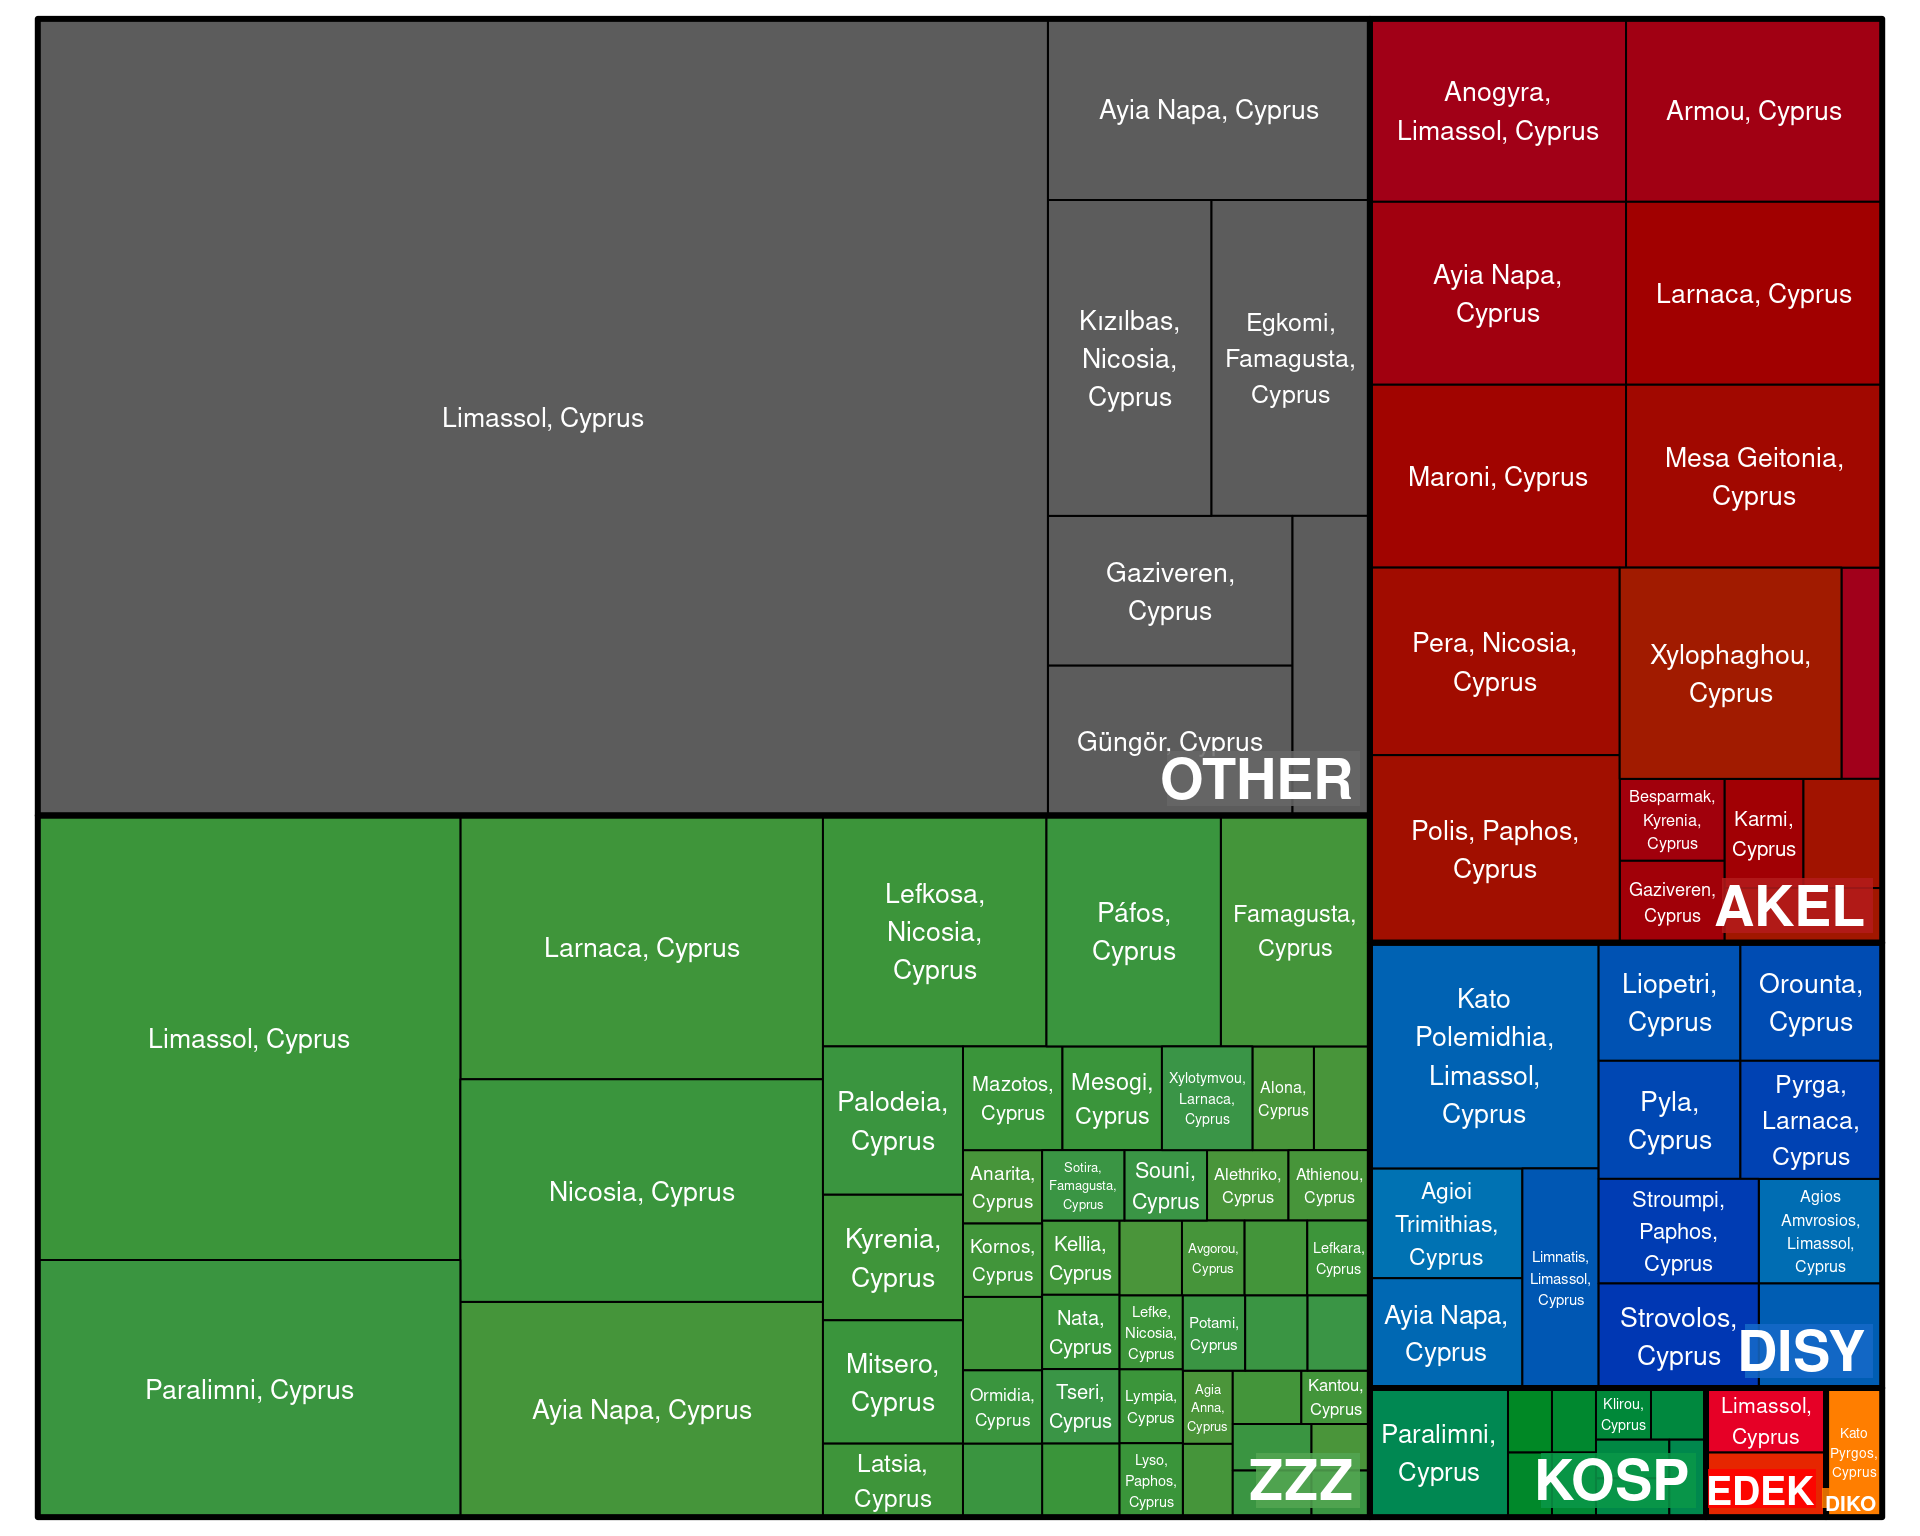 Limassol, Cyprus
Ayia Napa, Cyprus
Kızılbas,
Nicosia,
Cyprus
Egkomi,
Famagusta,
Cyprus
Gaziveren,
Cyprus
Güngör, Cyprus
OTHER
Anogyra,
Limassol, Cyprus
Armou, Cyprus
Ayia Napa,
Cyprus
Larnaca, Cyprus
Maroni, Cyprus
Mesa Geitonia,
Cyprus
Pera, Nicosia,
Cyprus
Xylophaghou,
Cyprus
Polis, Paphos,
Cyprus
Besparmak,
Kyrenia,
Cyprus
Karmi,
Cyprus
Gaziveren,
Cyprus
AKEL
Limassol, Cyprus
Larnaca, Cyprus
Lefkosa,
Nicosia,
Cyprus
Páfos,
Cyprus
Famagusta,
Cyprus
Nicosia, Cyprus
Paralimni, Cyprus
Ayia Napa, Cyprus
Palodeia,
Cyprus
Mazotos,
Cyprus
Mesogi,
Cyprus
Xylotymvou,
Larnaca,
Cyprus
Alona,
Cyprus
Kyrenia,
Cyprus
Anarita,
Cyprus
Sotira,
Famagusta,
Cyprus
Souni,
Cyprus
Alethriko,
Cyprus
Athienou,
Cyprus
Kornos,
Cyprus
Kellia,
Cyprus
Avgorou,
Cyprus
Lefkara,
Cyprus
Mitsero,
Cyprus
Nata,
Cyprus
Lefke,
Nicosia,
Cyprus
Potami,
Cyprus
Ormidia,
Cyprus
Tseri,
Cyprus
Lympia,
Cyprus
Agia
Anna,
Cyprus
Kantou,
Cyprus
Latsia,
Cyprus
Lyso,
Paphos,
Cyprus
ZZZ
Kato
Polemidhia,
Limassol,
Cyprus
Liopetri,
Cyprus
Orounta,
Cyprus
Pyla,
Cyprus
Pyrga,
Larnaca,
Cyprus
Agioi
Trimithias,
Cyprus
Limnatis,
Limassol,
Cyprus
Stroumpi,
Paphos,
Cyprus
Agios
Amvrosios,
Limassol,
Cyprus
Ayia Napa,
Cyprus
Strovolos,
Cyprus
DISY
Paralimni,
Cyprus
Klirou,
Cyprus
KOSP
Limassol,
Cyprus
EDEK
Kato
Pyrgos,
Cyprus
DIKO